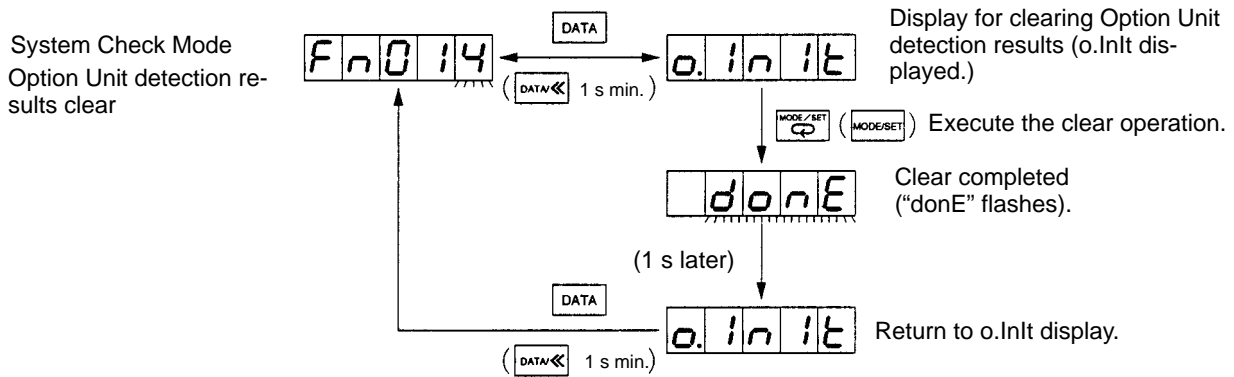 System Check Mode
Option Unit detection re-
sults clear
Fn014
DATA
( DATA/≪ 1 s min. )
o.InIt
Display for clearing Option Unit
detection results (o.InIt dis-
played.)
MODE/SET ( MODE/SET ) Execute the clear operation.
donE
Clear completed
(“donE” flashes).
(1 s later)
DATA
( DATA/≪ 1 s min. )
o.InIt
Return to o.InIt display.